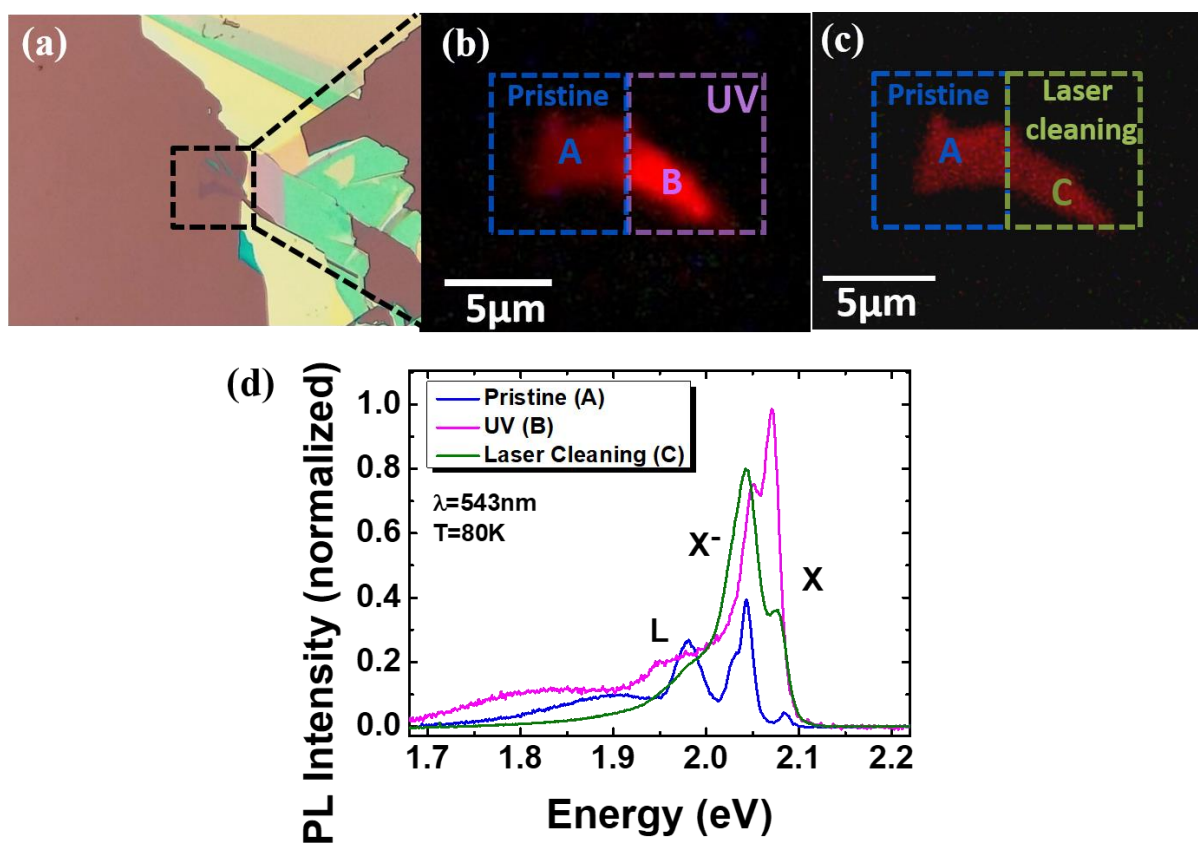 (a)
(b)
Pristine
UV
A
B
5μm
(c)
Pristine
Laser
cleaning
A
C
5μm
(d)
PL Intensity (normalized)
1.0
0.8
0.6
0.4
0.2
0.0
Pristine (A)
UV (B)
Laser Cleaning (C)
λ=543nm
T=80K
L
X-
X
1.7
1.8
1.9
2.0
2.1
2.2
Energy (eV)